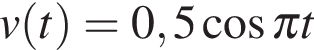 v(t) = 0,5 cos πt